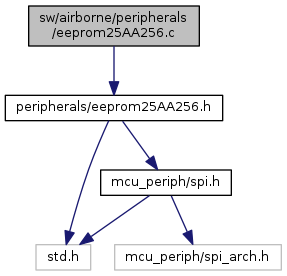 sw/airborne/peripherals
/eeprom25AA256.c
peripherals/eeprom25AA256.h
mcu_periph/spi.h
std.h
mcu_periph/spi_arch.h